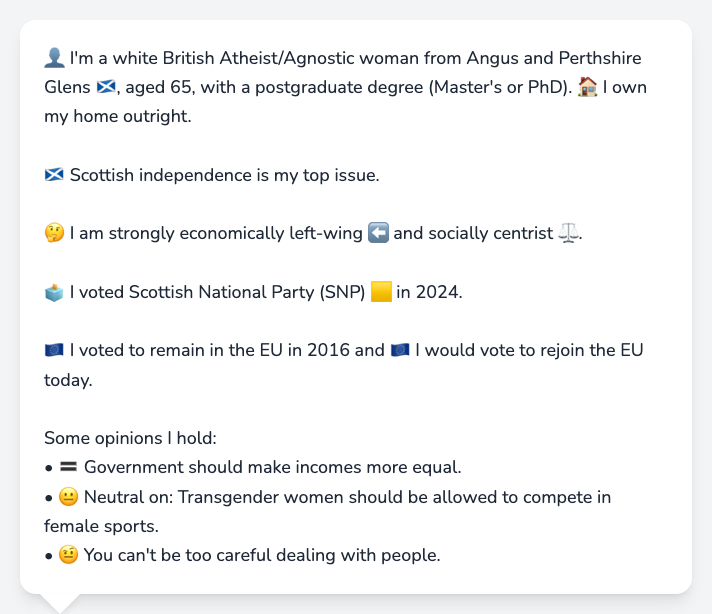 👤 I'm a white British Atheist/Agnostic woman from Angus and Perthshire
Glens 🏴󠁧󠁢󠁳󠁣󠁴󠁿, aged 65, with a postgraduate degree (Master's or PhD). 🏠 I own
my home outright.
🏴󠁧󠁢󠁳󠁣󠁴󠁿 Scottish independence is my top issue.
🤔 I am strongly economically left-wing ⬅️ and socially centrist ⚖️.
🗳️ I voted Scottish National Party (SNP) 🟨 in 2024.
🇪🇺 I voted to remain in the EU in 2016 and 🇪🇺 I would vote to rejoin the EU
today.
Some opinions I hold:
• 🟰 Government should make incomes more equal.
• 😐 Neutral on: Transgender women should be allowed to compete in
female sports.
• 🤨 You can't be too careful dealing with people.